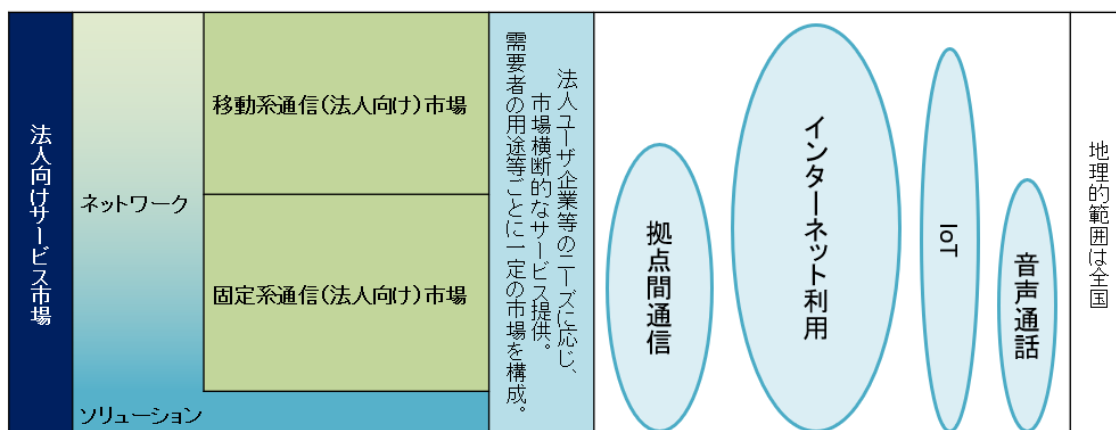 法人向けサービス市場
ネットワーク
ソリューション
移動系通信(法人向け)市場
固定系通信(法人向け)市場
法人ユーザ企業等のニーズに応じ、
市場横断的なサービス提供。
需要者の用途等ごとに一定の市場を構成。
拠点間通信
インターネット利用
IoT
音声通話
地理的範囲は全国